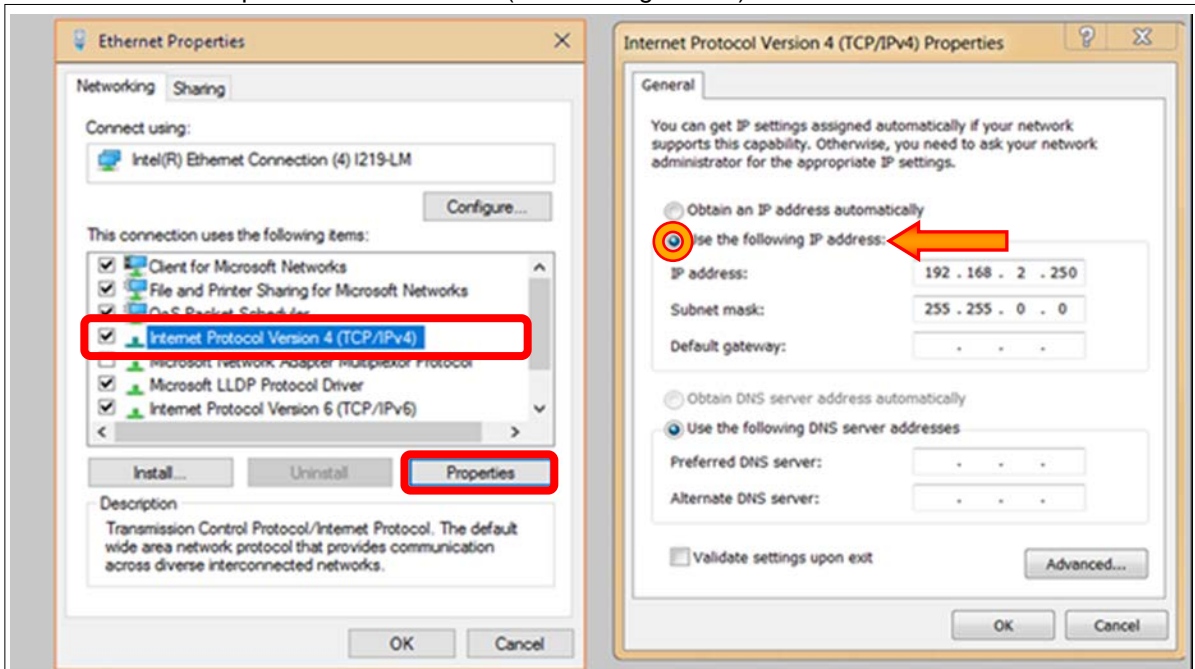 Ethernet Properties
Networking Sharing
Connect using:
Intel(R) Ethernet Connection (4) I219-LM
Configure...
This connection uses the following items:
Client for Microsoft Networks
File and Printer Sharing for Microsoft Networks
QoS Packet Scheduler
Internet Protocol Version 4 (TCP/IPv4)
Microsoft Network Adapter Multiplexor Protocol
Microsoft LLDP Protocol Driver
Internet Protocol Version 6 (TCP/IPv6)
Install... Uninstall Properties
Description
Transmission Control Protocol/Internet Protocol. The default
wide area network protocol that provides communication
across diverse interconnected networks.
OK Cancel
Internet Protocol Version 4 (TCP/IPv4) Properties
General
You can get IP settings assigned automatically if your network
supports this capability. Otherwise, you need to ask your network
administrator for the appropriate IP settings.
Obtain an IP address automatically
Use the following IP address:
IP address: 192 . 168 . 2 . 250
Subnet mask: 255 . 255 . 0 . 0
Default gateway: . . .
Obtain DNS server address automatically
Use the following DNS server addresses
Preferred DNS server: . . .
Alternate DNS server: . . .
Validate settings upon exit
Advanced...
OK Cancel